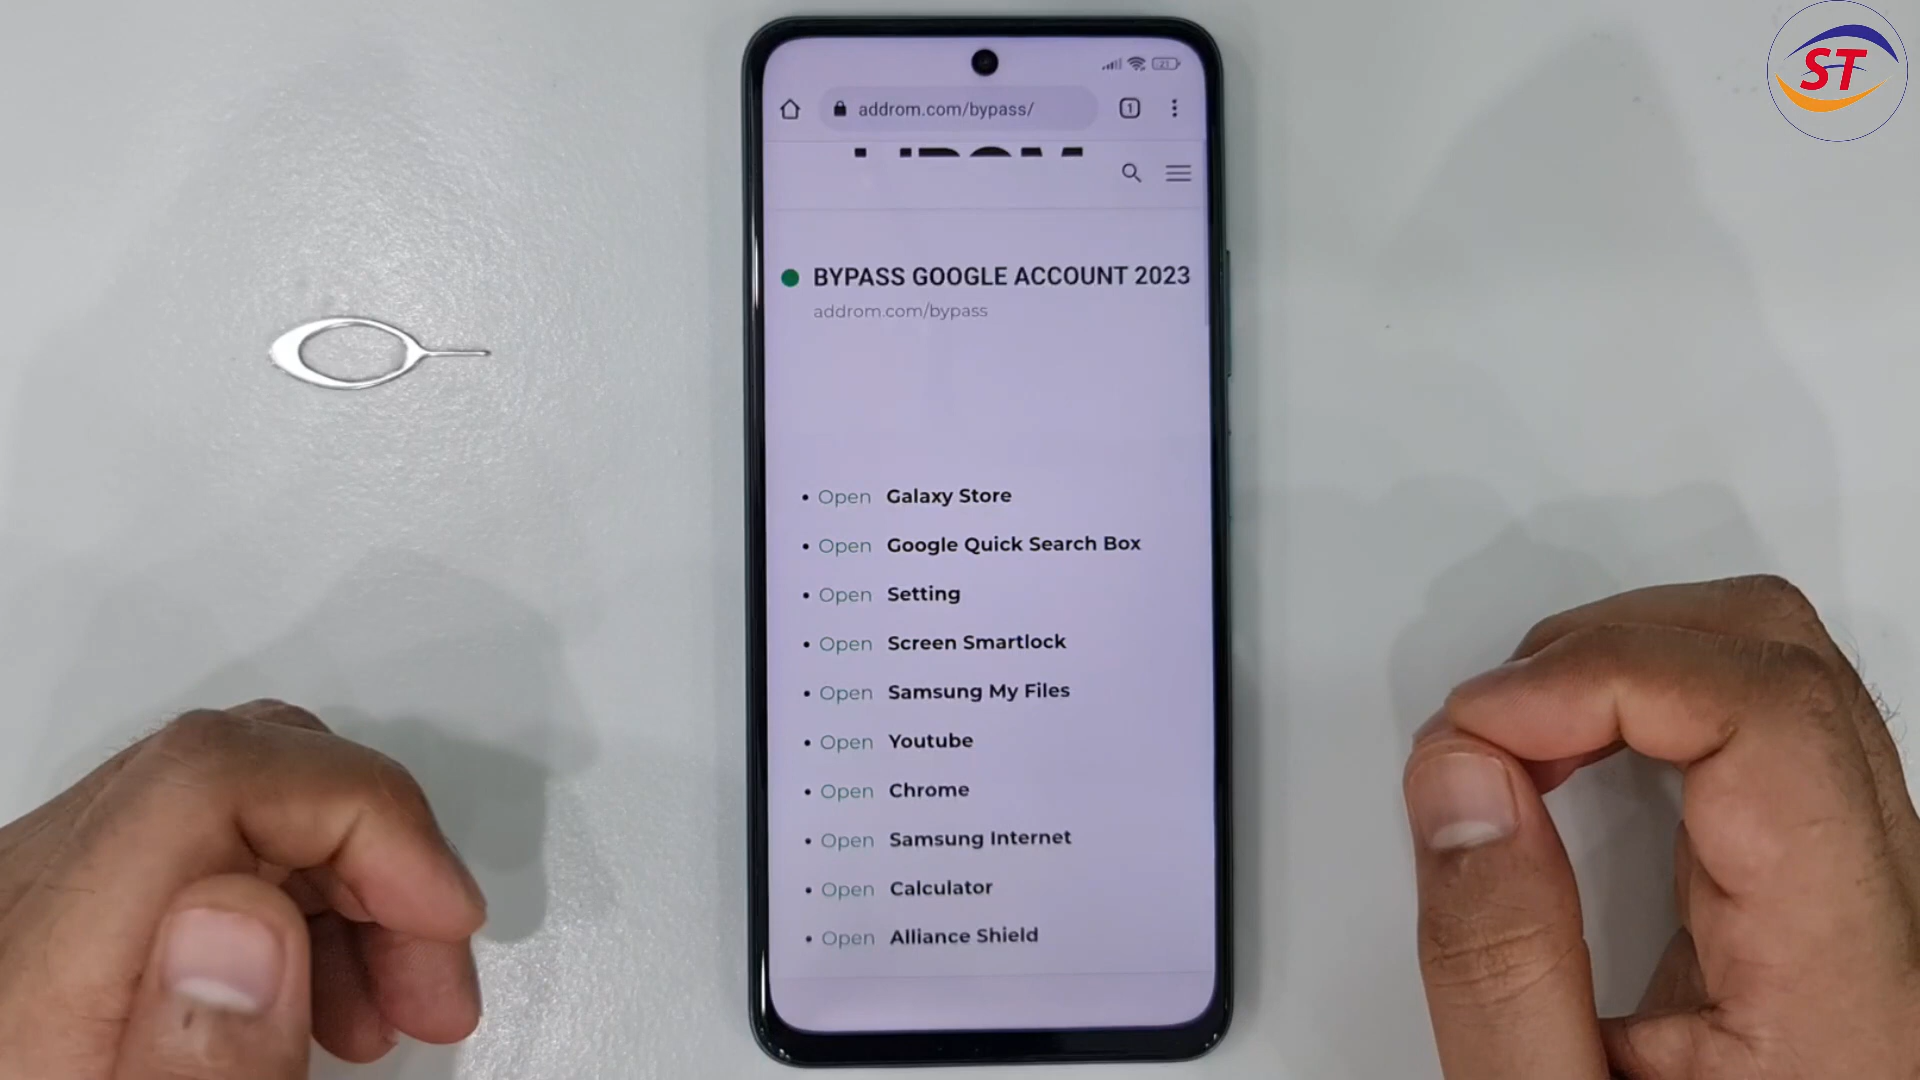 ST
21
addrom.com/bypass/
1
BYPASS GOOGLE ACCOUNT 2023
addrom.com/bypass
• Open Galaxy Store
• Open Google Quick Search Box
• Open Setting
• Open Screen Smartlock
• Open Samsung My Files
• Open Youtube
• Open Chrome
• Open Samsung Internet
• Open Calculator
• Open Alliance Shield